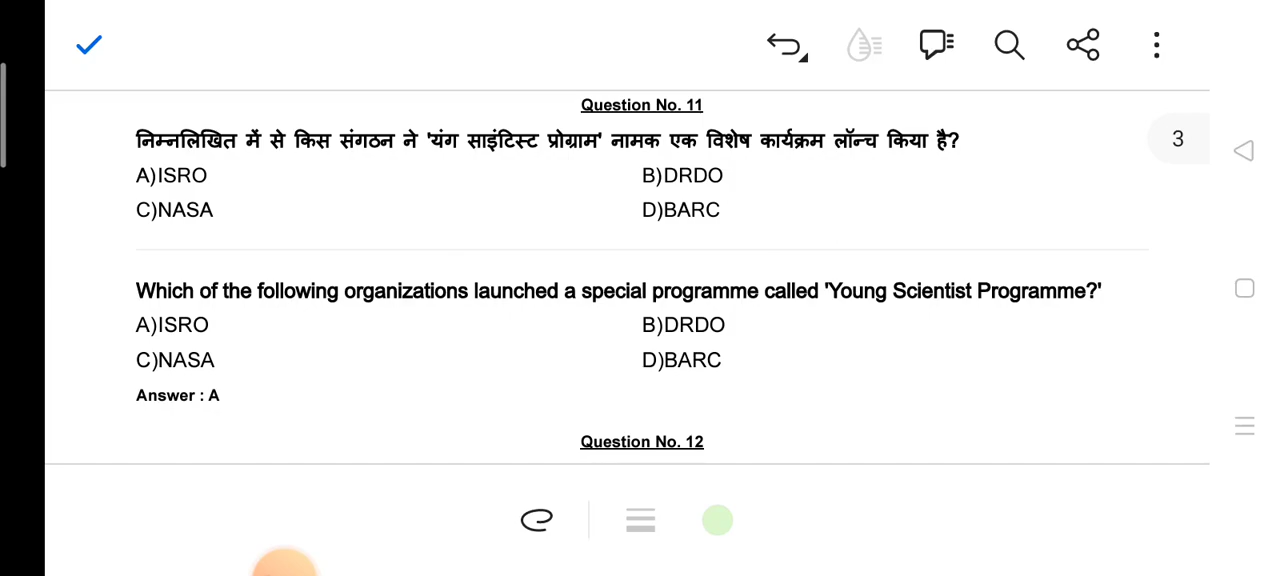 Question No. 11
निम्नलिखित में से किस संगठन ने 'यंग साइंटिस्ट प्रोग्राम' नामक एक विशेष कार्यक्रम लॉन्च किया है?
3
A)ISRO B)DRDO
C)NASA D)BARC
Which of the following organizations launched a special programme called 'Young Scientist Programme?'
A)ISRO B)DRDO
C)NASA D)BARC
Answer : A
Question No. 12